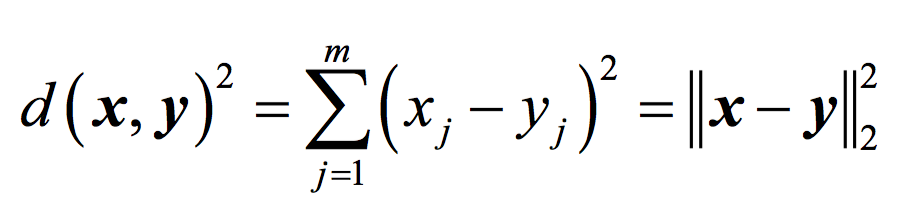 d(x, y)² = ∑_{j=1}^{m} (x_j − y_j)² = ‖x − y‖₂²